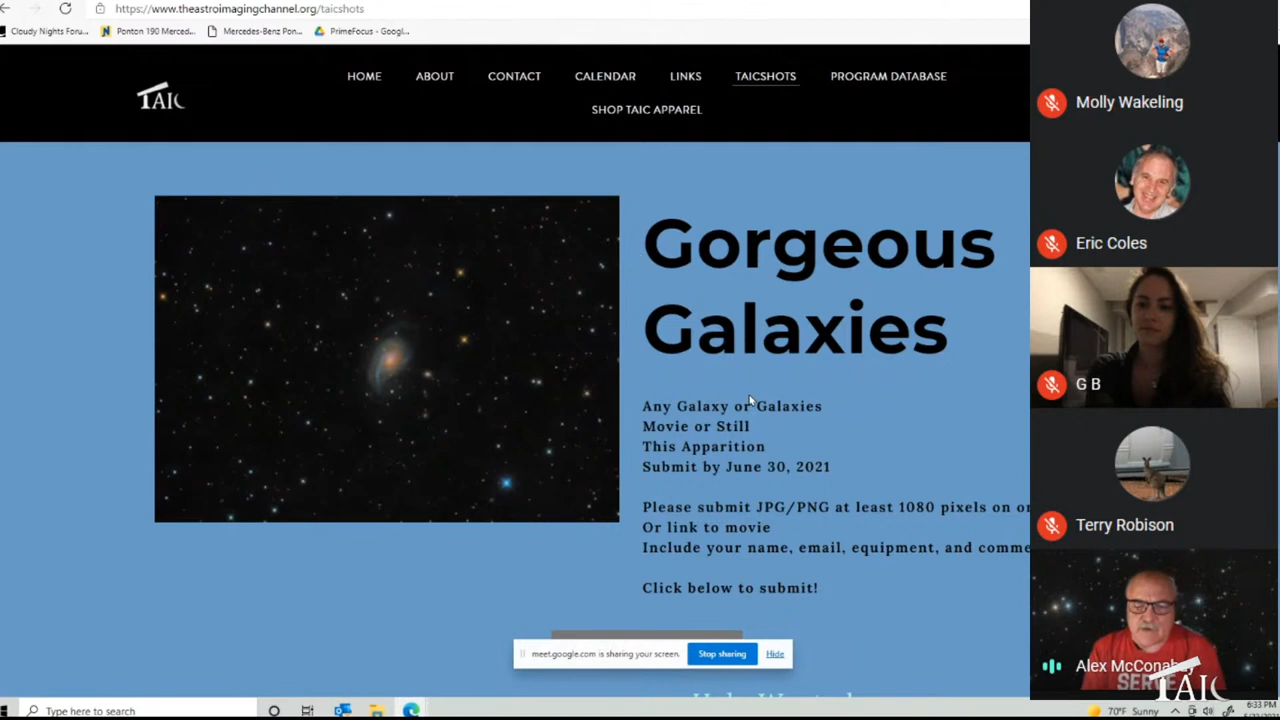 https://www.theastroimagingchannel.org/taicshots
Cloudy Nights Foru...
Ponton 190 Merced...
Mercedes-Benz Pon...
PrimeFocus - Googl...
TAIC
HOME
ABOUT
CONTACT
CALENDAR
LINKS
TAICSHOTS
PROGRAM DATABASE
SHOP TAIC APPAREL
Gorgeous
Galaxies
Any Galaxy or Galaxies
Movie or Still
This Apparition
Submit by June 30, 2021
Please submit JPG/PNG at least 1080 pixels on
Or link to movie
Include your name, email, equipment, and comme
Click below to submit!
meet.google.com is sharing your screen.
Stop sharing
Hide
Type here to search
70°F Sunny
6:33 PM
Molly Wakeling
Eric Coles
G B
Terry Robison
Alex McConahay
TAIC